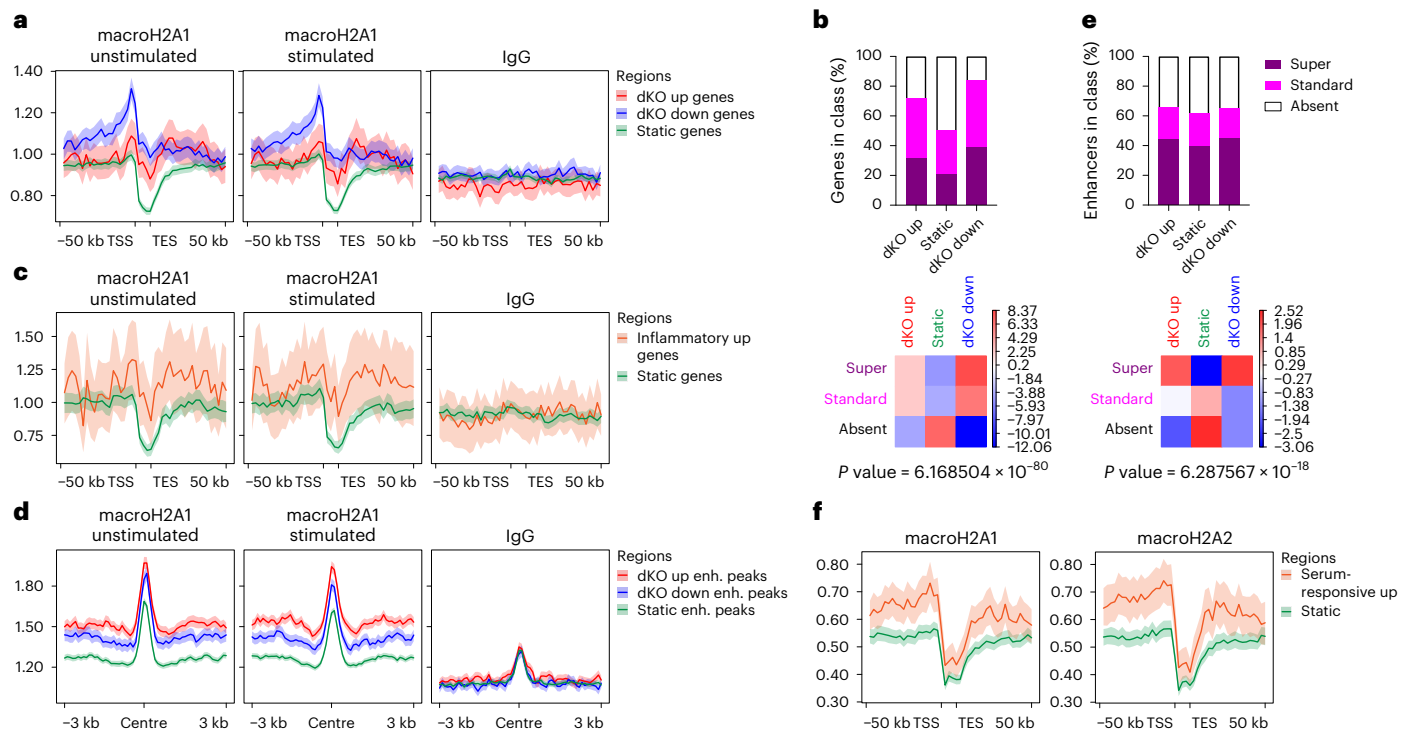 a
macroH2A1
unstimulated
macroH2A1
stimulated
IgG
1.40
1.20
1.00
0.80
−50 kb TSS TES 50 kb
−50 kb TSS TES 50 kb
−50 kb TSS TES 50 kb
Regions
dKO up genes
dKO down genes
Static genes
b
Genes in class (%)
100
80
60
40
20
0
dKO up
Static
dKO down
dKO up
Static
dKO down
Super
Standard
Absent
8.37
6.33
4.29
2.25
0.2
−1.84
−3.88
−5.93
−7.97
−10.01
−12.06
P value = 6.168504 × 10−80
e
Enhancers in class (%)
100
80
60
40
20
0
dKO up
Static
dKO down
Super
Standard
Absent
dKO up
Static
dKO down
Super
Standard
Absent
2.52
1.96
1.4
0.85
0.29
−0.27
−0.83
−1.38
−1.94
−2.5
−3.06
P value = 6.287567 × 10−18
c
macroH2A1
unstimulated
macroH2A1
stimulated
IgG
1.50
1.25
1.00
0.75
−50 kb TSS TES 50 kb
−50 kb TSS TES 50 kb
−50 kb TSS TES 50 kb
Regions
Inflammatory up
genes
Static genes
d
macroH2A1
unstimulated
macroH2A1
stimulated
IgG
1.80
1.50
1.20
−3 kb Centre 3 kb
−3 kb Centre 3 kb
−3 kb Centre 3 kb
Regions
dKO up enh. peaks
dKO down enh. peaks
Static enh. peaks
f
macroH2A1
0.80
0.70
0.60
0.50
0.40
0.30
−50 kb TSS TES 50 kb
macroH2A2
0.80
0.70
0.60
0.50
0.40
0.30
−50 kb TSS TES 50 kb
Regions
Serum-
responsive up
Static